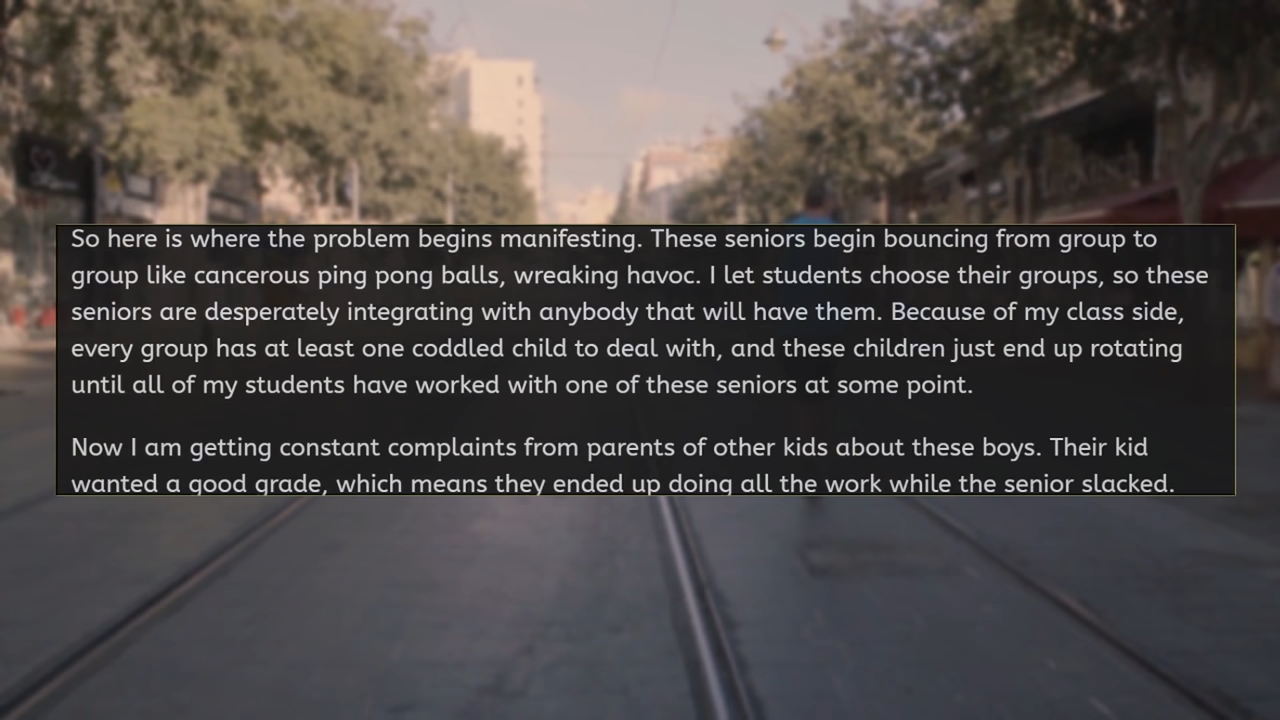 So here is where the problem begins manifesting. These seniors begin bouncing from group to
group like cancerous ping pong balls, wreaking havoc. I let students choose their groups, so these
seniors are desperately integrating with anybody that will have them. Because of my class side,
every group has at least one coddled child to deal with, and these children just end up rotating
until all of my students have worked with one of these seniors at some point.
Now I am getting constant complaints from parents of other kids about these boys. Their kid
wanted a good grade, which means they ended up doing all the work while the senior slacked.